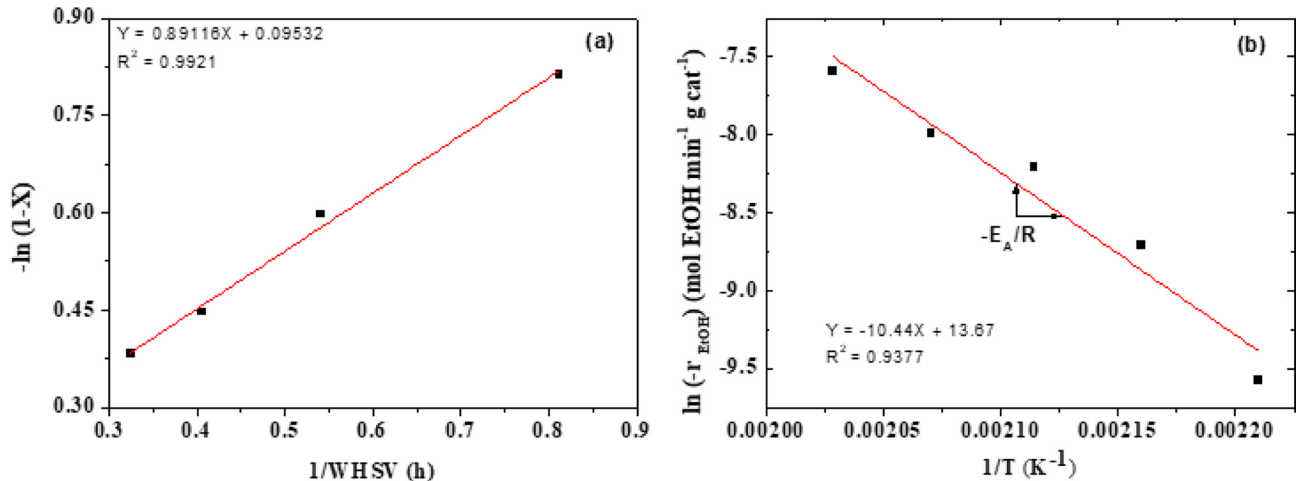 0.90
0.75
0.60
0.45
0.30
-ln (1-X)
Y = 0.89116X + 0.09532
R² = 0.9921
(a)
0.3 0.4 0.5 0.6 0.7 0.8 0.9
1/WHSV (h)
-7.5
-8.0
-8.5
-9.0
-9.5
ln (-r EtOH) (mol EtOH min⁻¹ g cat⁻¹)
(b)
-E_A/R
Y = -10.44X + 13.67
R² = 0.9377
0.00200 0.00205 0.00210 0.00215 0.00220
1/T (K⁻¹)